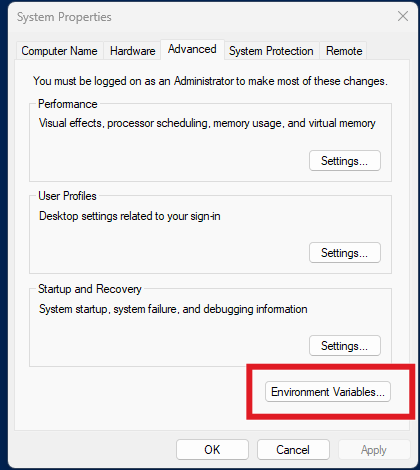 System Properties
Computer Name
Hardware
Advanced
System Protection
Remote
You must be logged on as an Administrator to make most of these changes.
Performance
Visual effects, processor scheduling, memory usage, and virtual memory
Settings...
User Profiles
Desktop settings related to your sign-in
Settings...
Startup and Recovery
System startup, system failure, and debugging information
Settings...
Environment Variables...
OK
Cancel
Apply